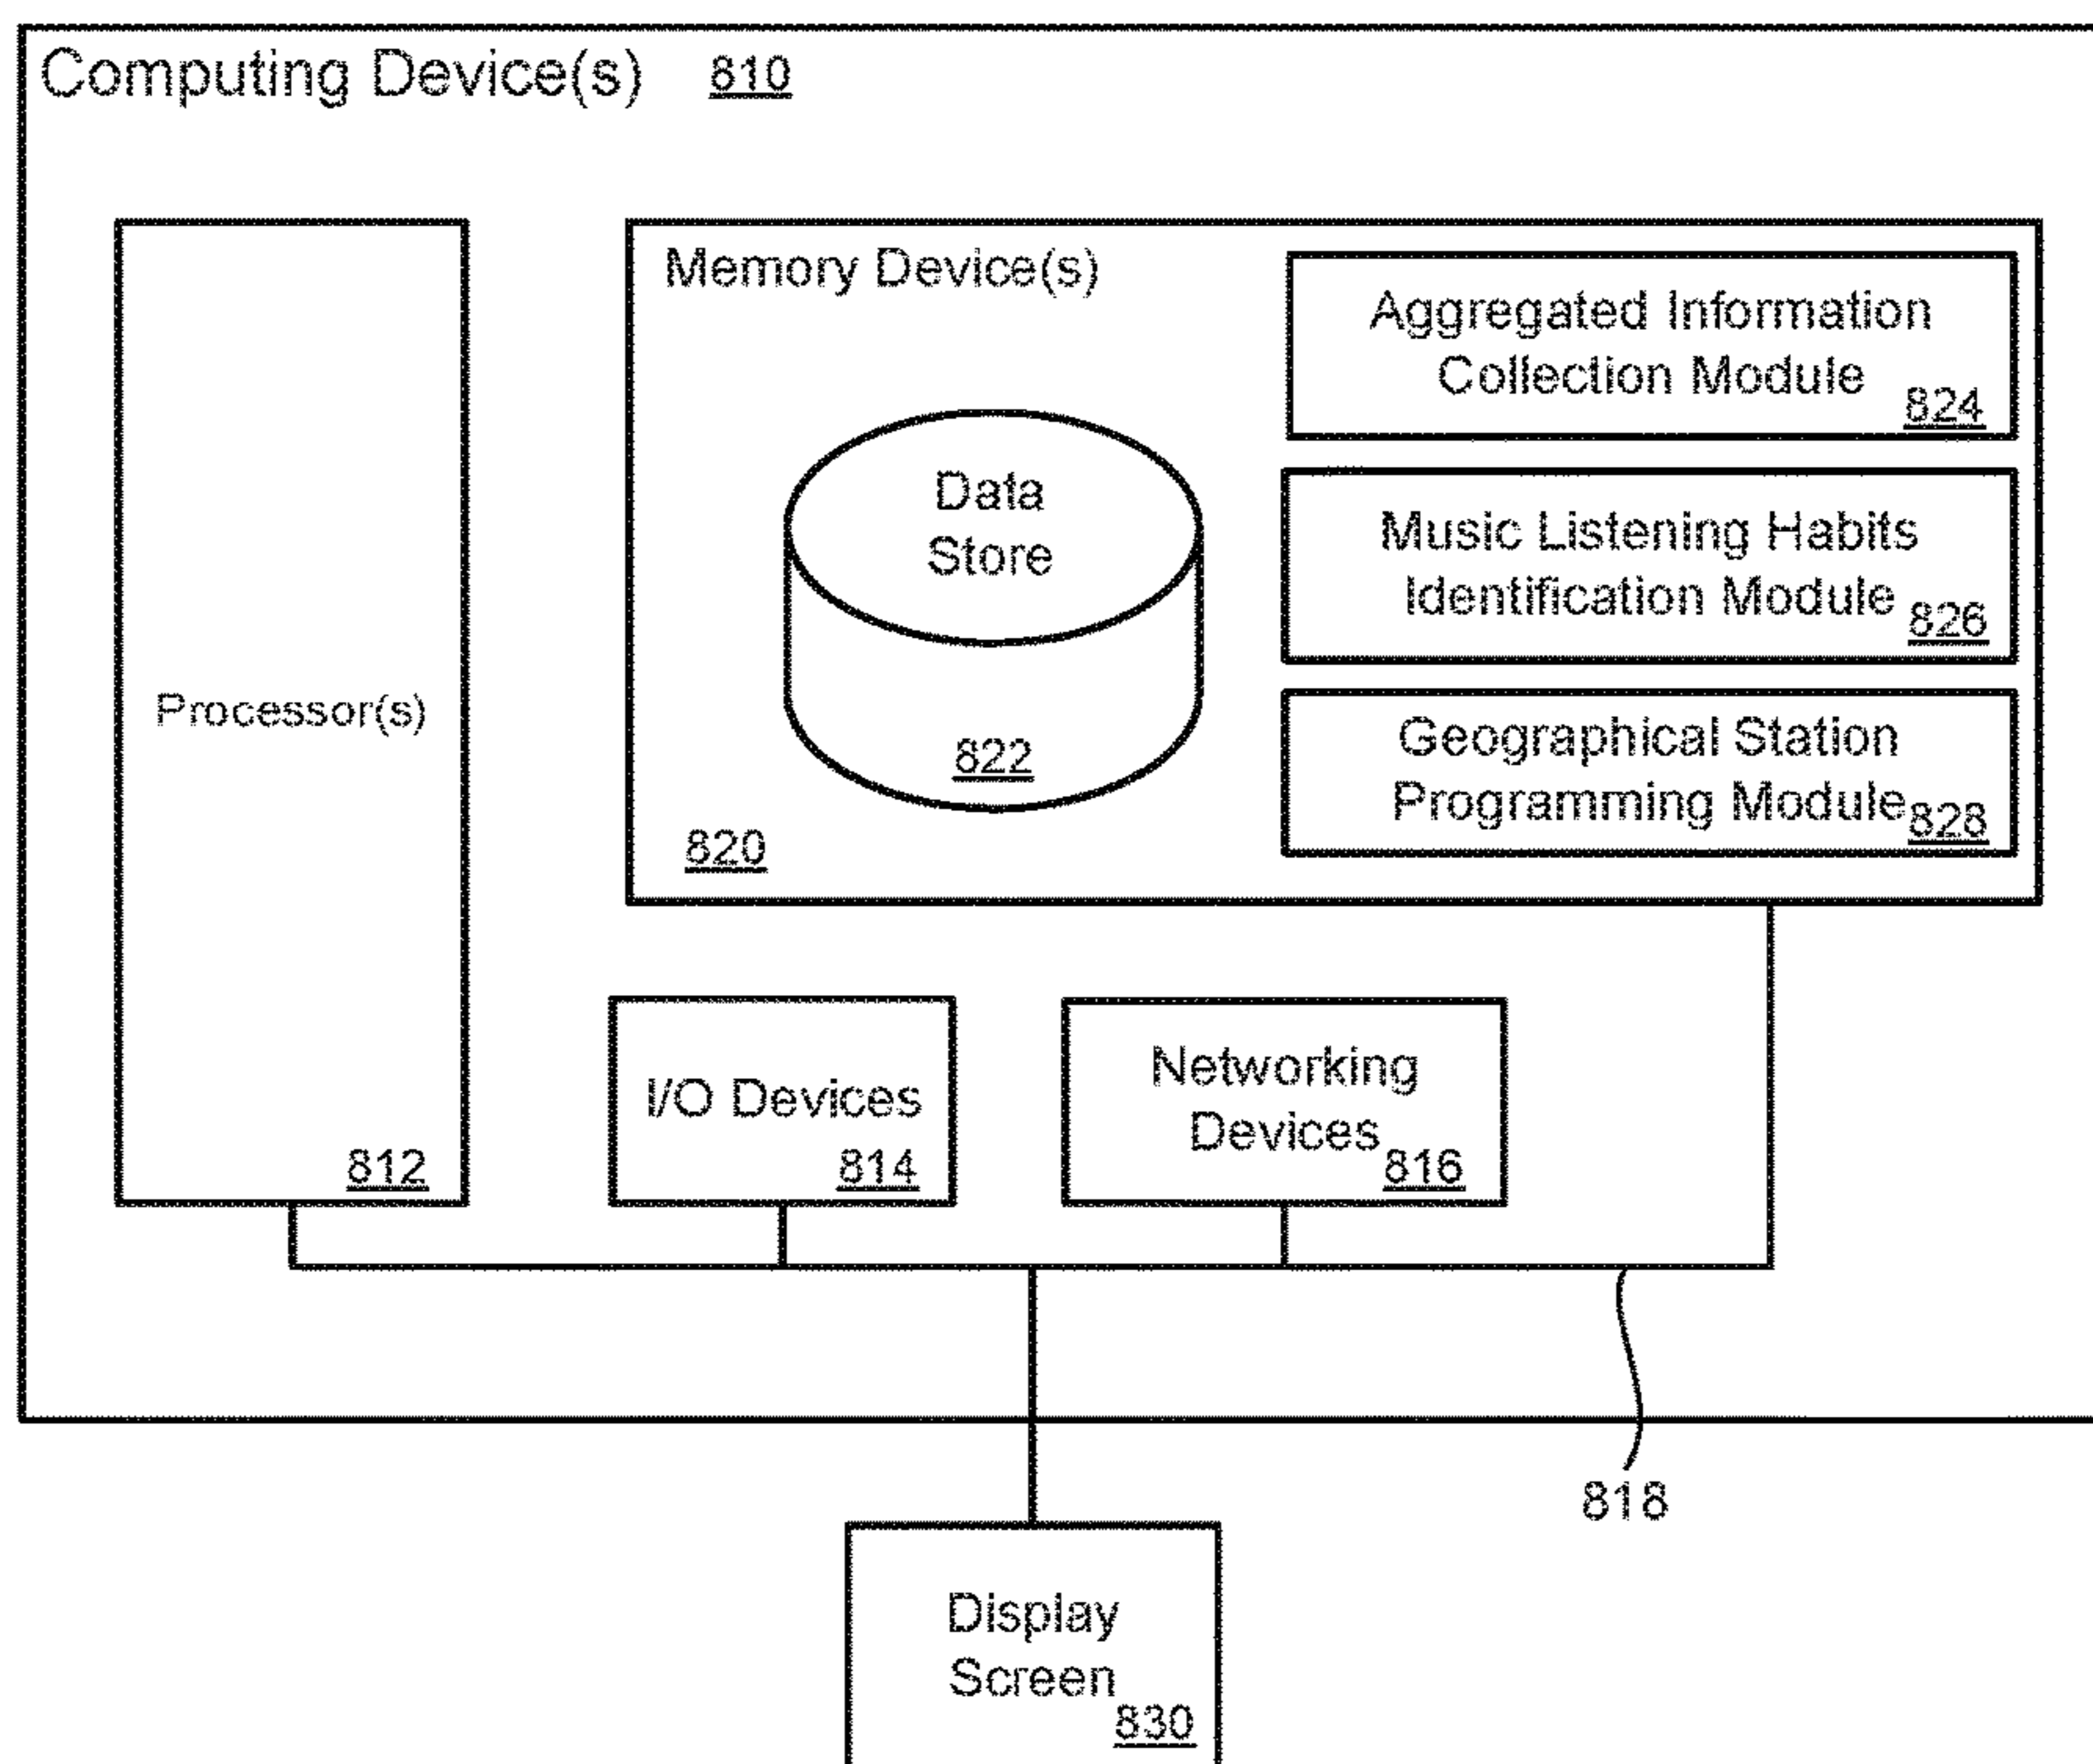 Computing Device(s) 810
Memory Device(s)
Aggregated Information
Collection Module
824
Data
Store
822
Music Listening Habits
Identification Module
826
Geographical Station
Programming Module
828
820
Processor(s)
812
I/O Devices
814
Networking
Devices
816
818
Display
Screen
830